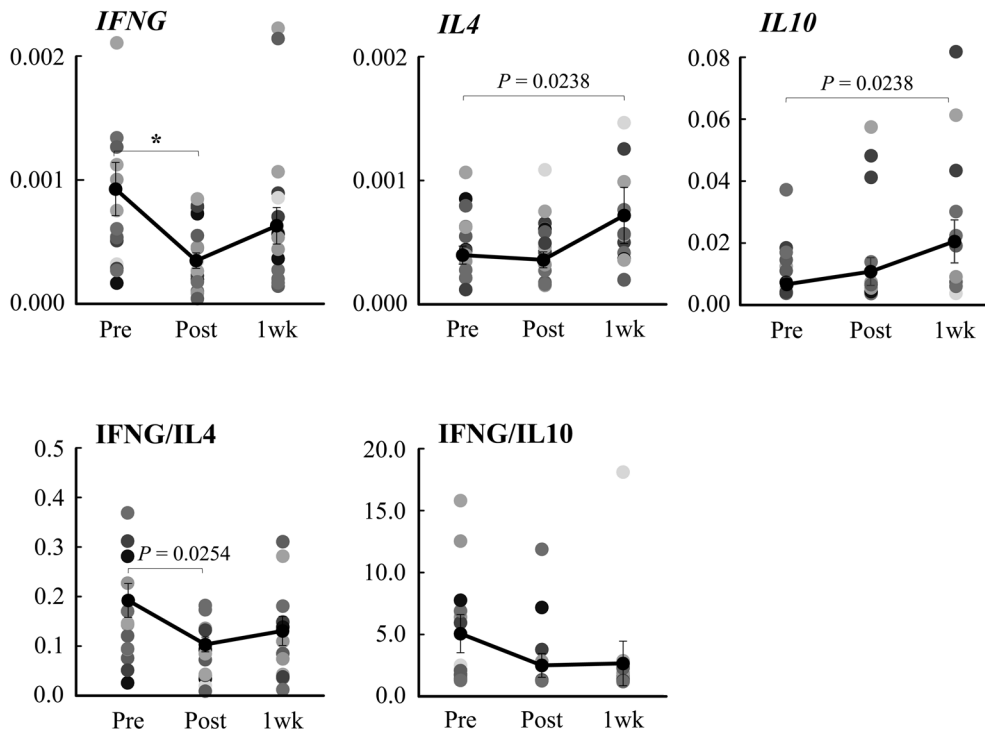 IFNG
0.002
0.001
0.000
*
Pre Post 1wk
IL4
0.002
0.001
0.000
P = 0.0238
Pre Post 1wk
IL10
0.08
0.06
0.04
0.02
0.00
P = 0.0238
Pre Post 1wk
IFNG/IL4
0.5
0.4
0.3
0.2
0.1
0.0
P = 0.0254
Pre Post 1wk
IFNG/IL10
20.0
15.0
10.0
5.0
0.0
Pre Post 1wk